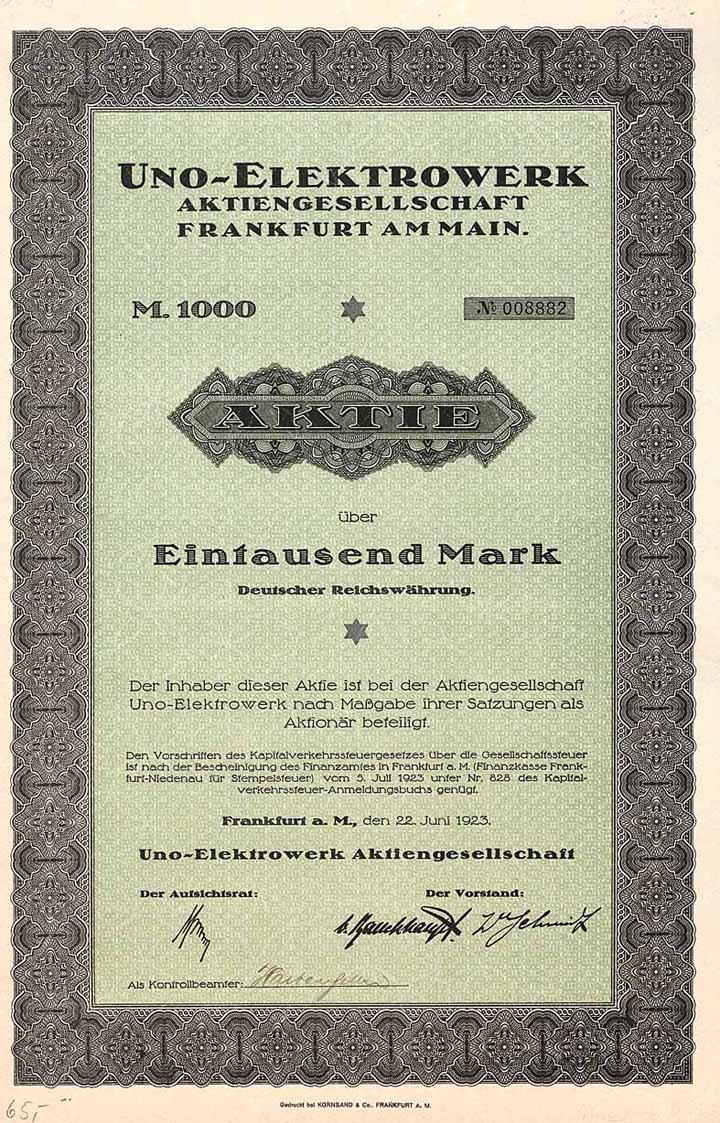 UNO-ELEKTROWERK
AKTIENGESELLSCHAFT
FRANKFURT AM MAIN.
M. 1000
№ 008882
AKTIE
über
Eintausend Mark
Deutscher Reichswährung.
Der Inhaber dieser Aktie ist bei der Aktiengesellschaft
Uno-Elektrowerk nach Maßgabe ihrer Satzungen als
Aktionär beteiligt.
Den Vorschriften des Kapitalverkehrssteuergesetzes über die Gesellschaftssteuer
ist nach der Bescheinigung des Finanzamtes in Frankfurt a. M. (Finanzkasse Frank-
furt-Niedenau für Stempelsteuer) vom 5. Juli 1923 unter Nr. 828 des Kapital-
verkehrssteuer-Anmeldungsbuchs genügt.
Frankfurt a. M., den 22. Juni 1923.
Uno-Elektrowerk Aktiengesellschaft
Der Aufsichtsrat:
Der Vorstand:
Schmidt
Als Kontrollbeamter:
Gedruckt bei KORNSAND & Co., FRANKFURT A. M.
65,-